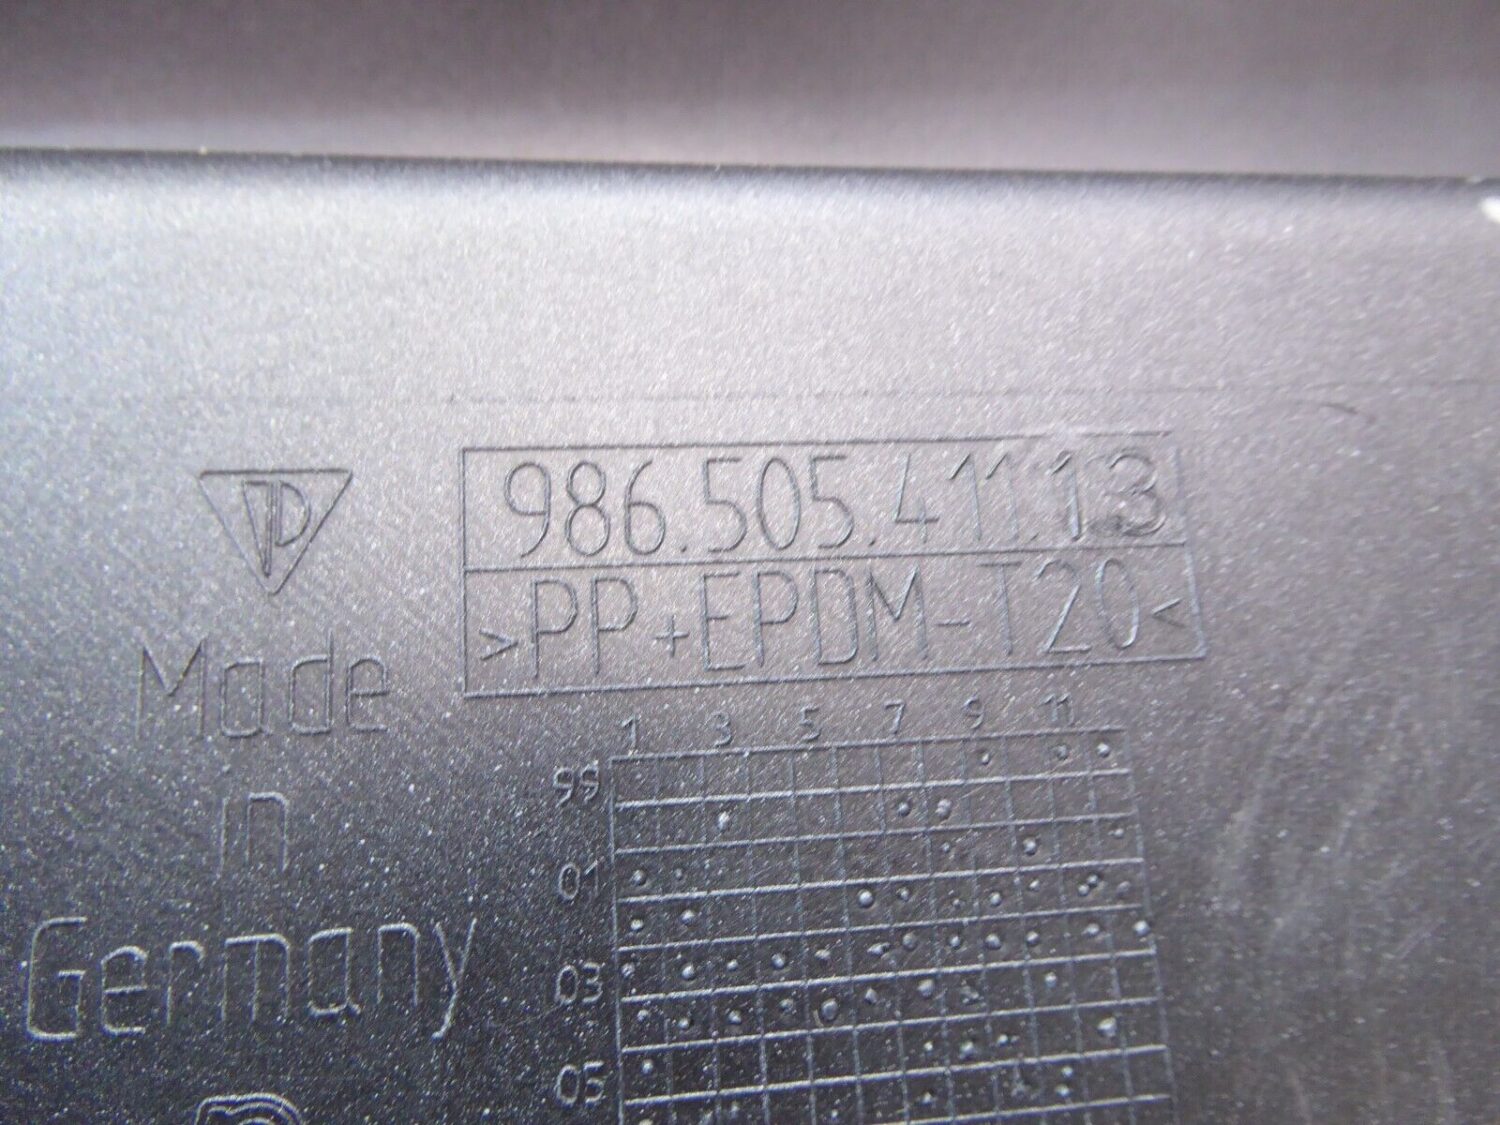 986.505.411.13
>PP+EPDM-T20<
Made
in
Germany
1 3 5 7 9 11
99
01
03
05